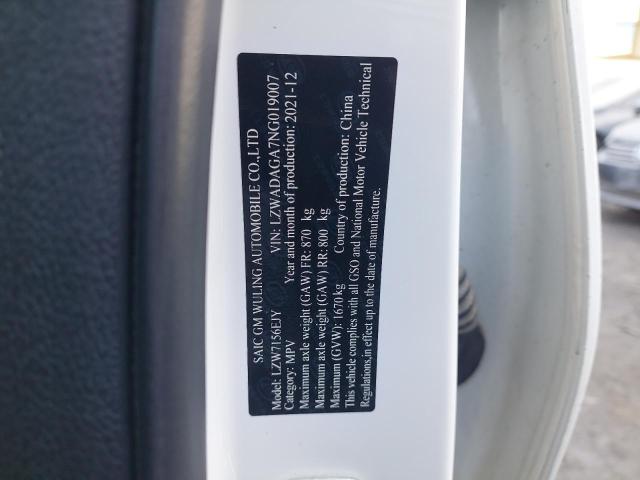 SAIC GM WULING AUTOMOBILE CO.,LTD
Model: LZW7156EJY VIN: LZWADAGA7NG019007
Category: MPV Year and month of production: 2021-12
Maximum axle weight (GAW) FR: 870 kg
Maximum axle weight (GAW) RR: 800 kg
Maximum (GVW): 1670kg Country of production: China
This vehicle complies with all GSO and National Motor Vehicle Technical
Regulations,in effect up to the date of manufacture.